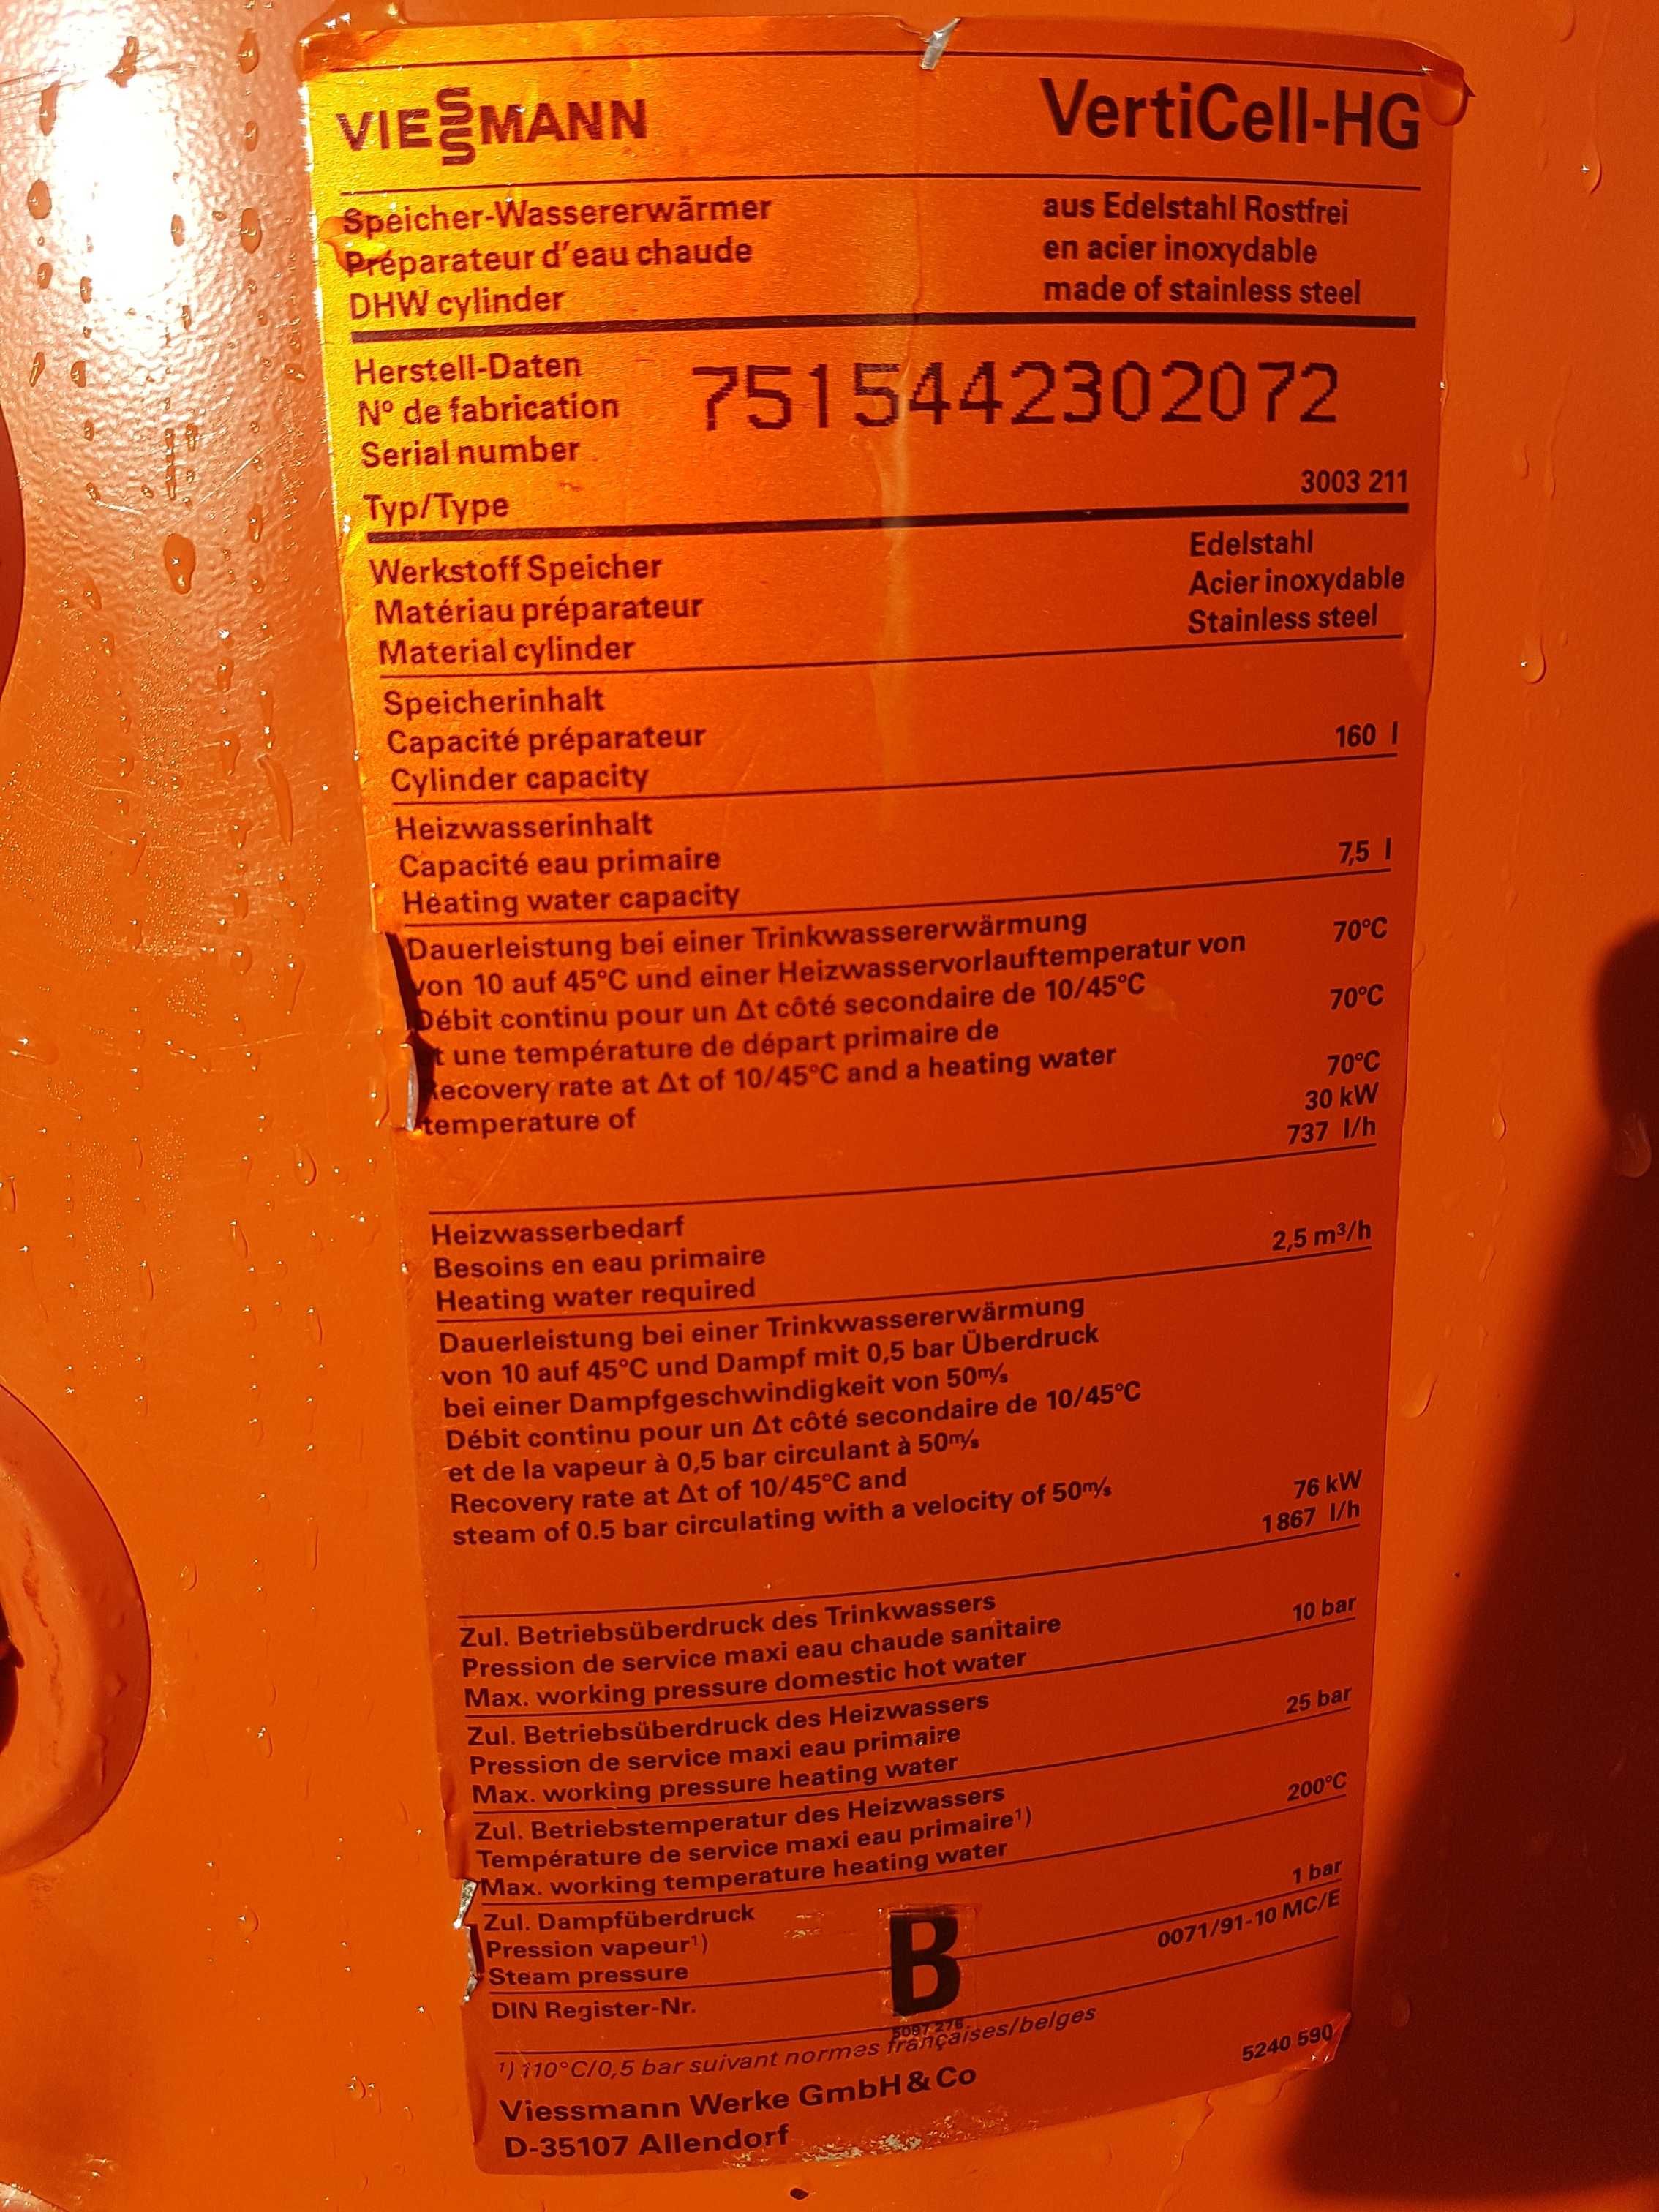 VIESSMANN
VertiCell-HG
Speicher-Wassererwärmer
Préparateur d'eau chaude
DHW cylinder
aus Edelstahl Rostfrei
en acier inoxydable
made of stainless steel
Herstell-Daten
N° de fabrication
Serial number
7515442302072
Typ/Type
3003 211
Werkstoff Speicher
Matériau préparateur
Material cylinder
Edelstahl
Acier inoxydable
Stainless steel
Speicherinhalt
Capacité préparateur
Cylinder capacity
160 l
Heizwasserinhalt
Capacité eau primaire
Heating water capacity
7,5 l
Dauerleistung bei einer Trinkwassererwärmung
von 10 auf 45°C und einer Heizwasservorlauftemperatur von 70°C
Débit continu pour un Δt côté secondaire de 10/45°C
t une température de départ primaire de 70°C
ecovery rate at Δt of 10/45°C and a heating water
temperature of 70°C
30 kW
737 l/h
Heizwasserbedarf
Besoins en eau primaire
Heating water required
2,5 m³/h
Dauerleistung bei einer Trinkwassererwärmung
von 10 auf 45°C und Dampf mit 0,5 bar Überdruck
bei einer Dampfgeschwindigkeit von 50 m/s
Débit continu pour un Δt côté secondaire de 10/45°C
et de la vapeur à 0,5 bar circulant à 50 m/s
Recovery rate at Δt of 10/45°C and
steam of 0.5 bar circulating with a velocity of 50 m/s
76 kW
1867 l/h
Zul. Betriebsüberdruck des Trinkwassers
Pression de service maxi eau chaude sanitaire
Max. working pressure domestic hot water
10 bar
Zul. Betriebsüberdruck des Heizwassers
Pression de service maxi eau primaire
Max. working pressure heating water
25 bar
Zul. Betriebstemperatur des Heizwassers
Température de service maxi eau primaire¹)
Max. working temperature heating water
200°C
Zul. Dampfüberdruck
Pression vapeur¹)
Steam pressure
1 bar
DIN Register-Nr.
0071/91-10 MC/E
B
5097 276
¹) 110°C/0,5 bar suivant normes françaises/belges
Viessmann Werke GmbH & Co
D-35107 Allendorf
5240 590